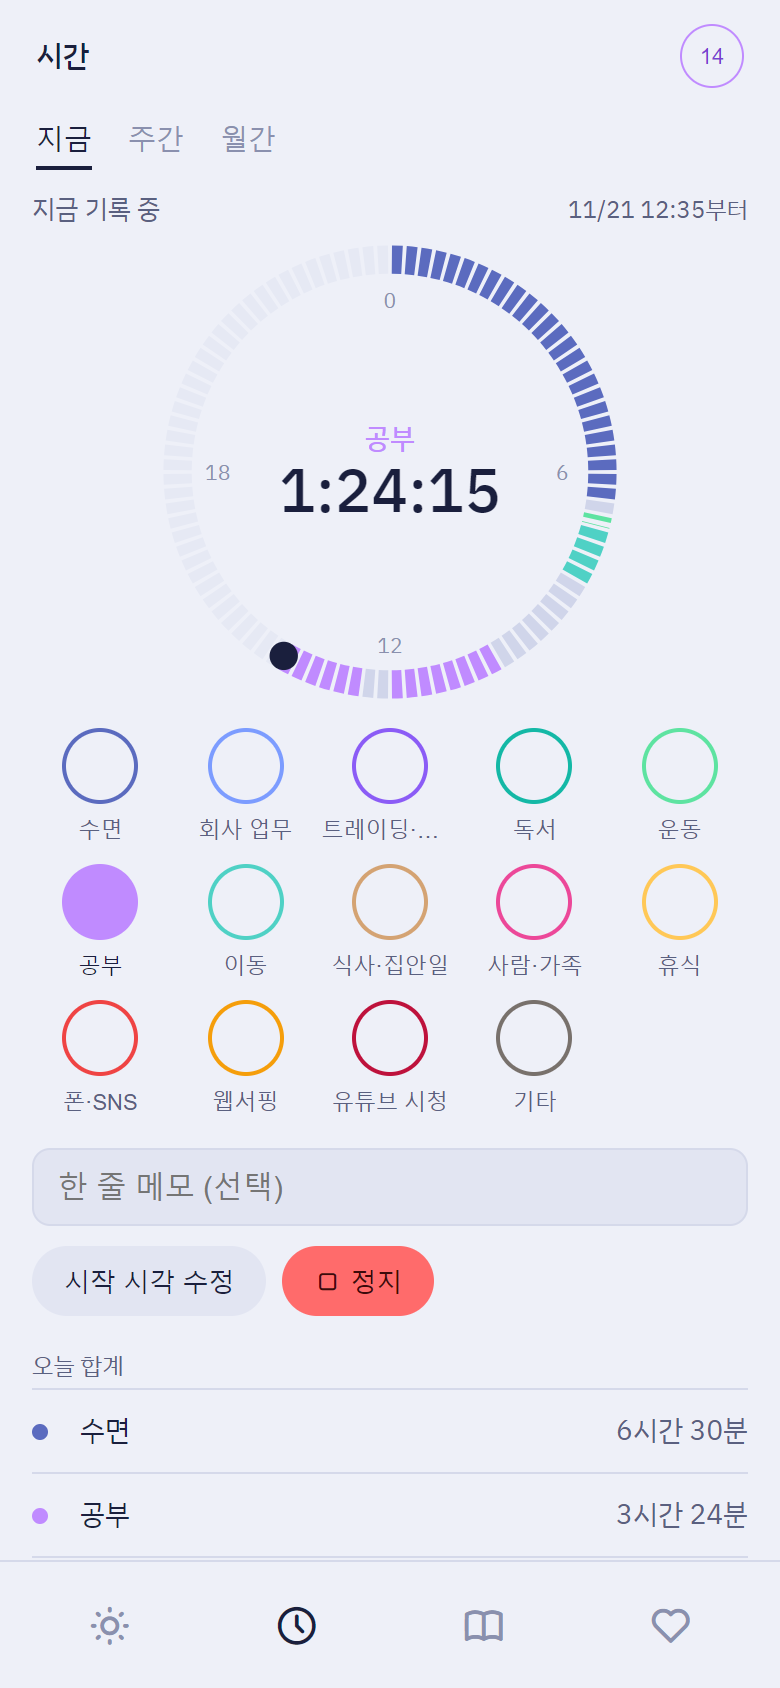 시간
14
지금 주간 월간
지금 기록 중
11/21 12:35부터
0
공부
18
1:24:15
6
12
수면
회사 업무
트레이딩·...
독서
운동
공부
이동
식사·집안일
사람·가족
휴식
폰·SNS
웹서핑
유튜브 시청
기타
한 줄 메모 (선택)
시작 시각 수정
정지
오늘 합계
수면
6시간 30분
공부
3시간 24분